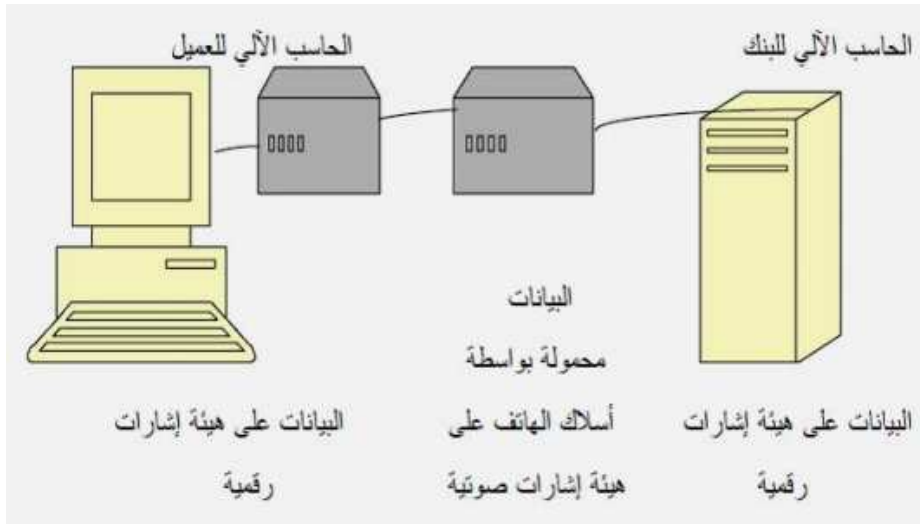 الحاسب الآلي للبنك
الحاسب الآلي للعميل
البيانات
محمولة بواسطة
أسلاك الهاتف على
هيئة إشارات صوتية
البيانات على هيئة إشارات
رقمية
البيانات على هيئة إشارات
رقمية